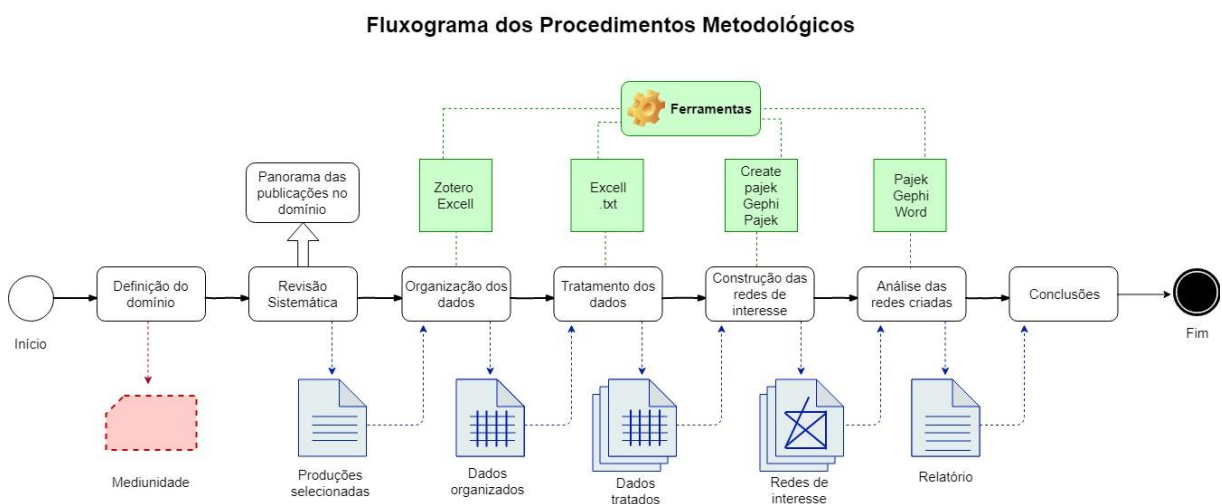 Fluxograma dos Procedimentos Metodológicos
Ferramentas
Panorama das
publicações no
domínio
Zotero
Excell
Excell
.txt
Create
pajek
Gephi
Pajek
Pajek
Gephi
Word
Início
Definição do
domínio
Revisão
Sistemática
Organização dos
dados
Tratamento dos
dados
Construção das
redes de
interesse
Análise das
redes criadas
Conclusões
Fim
Mediunidade
Produções
selecionadas
Dados
organizados
Dados
tratados
Redes de
interesse
Relatório